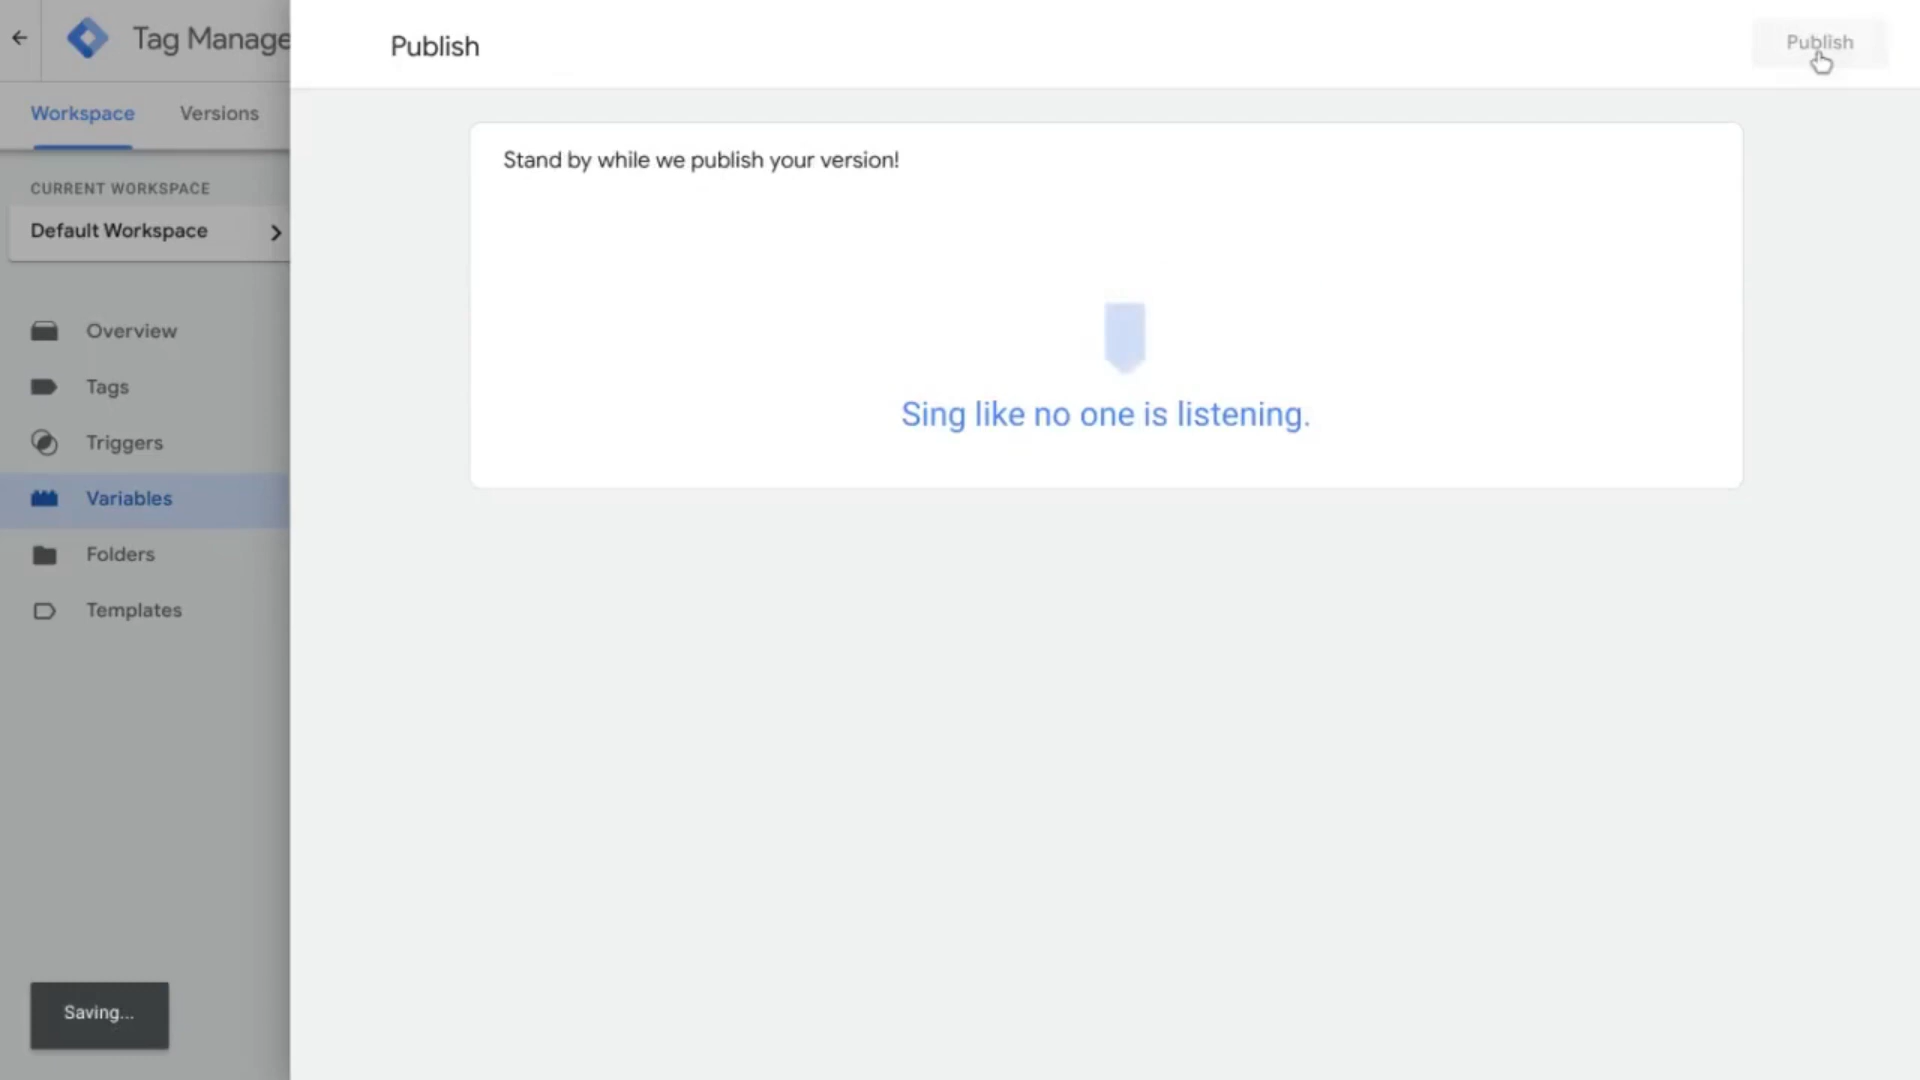 Tag Manage
Publish
Publish
Workspace
Versions
CURRENT WORKSPACE
Default Workspace
Overview
Tags
Triggers
Variables
Folders
Templates
Saving...
Stand by while we publish your version!
Sing like no one is listening.